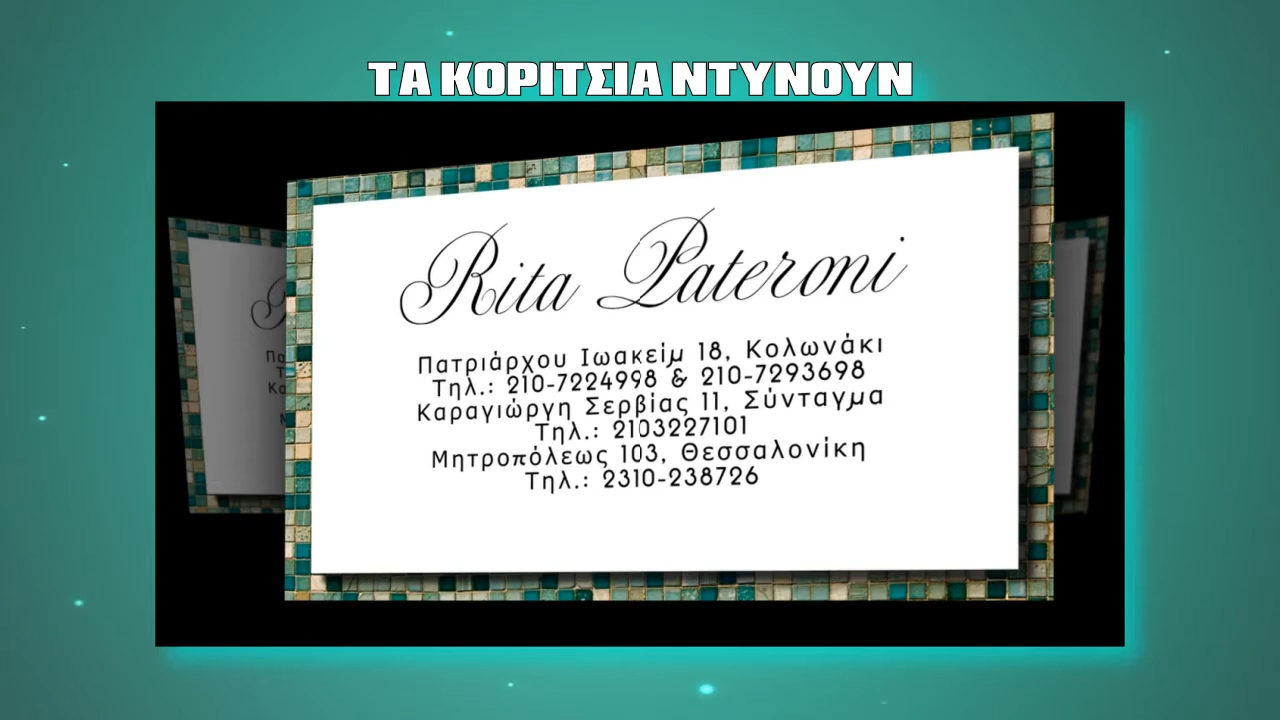 ΤΑ ΚΟΡΙΤΣΙΑ ΝΤΥΝΟΥΝ
Rita Pateroni
Πατριάρχου Ιωακείμ 18, Κολωνάκι
Τηλ.: 210-7224998 & 210-7293698
Καραγιώργη Σερβίας 11, Σύνταγμα
Τηλ.: 2103227101
Μητροπόλεως 103, Θεσσαλονίκη
Τηλ.: 2310-238726